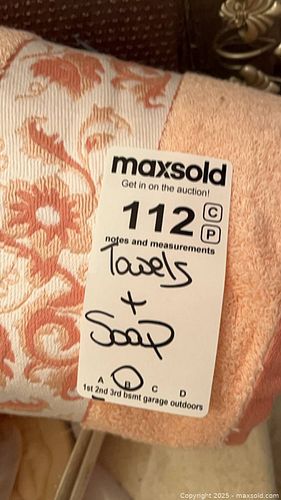 maxsold
Get in on the auction!
112 C
P
notes and measurements
Towels
+
Soap
A B C D
1st 2nd 3rd bsmt garage outdoors
Copyright © 2025 - maxsold.com